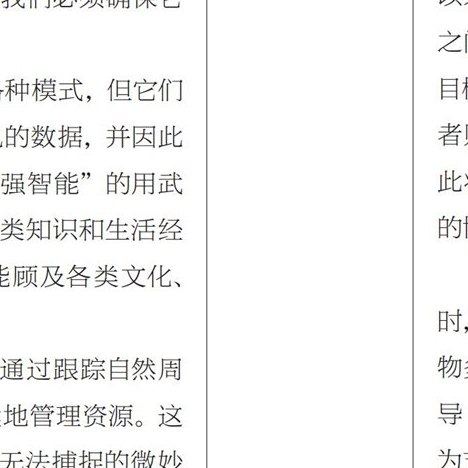 我们必须确保它
种模式，但它们
的数据，并因此
强智能”的用武
类知识和生活经
能顾及各类文化、
通过跟踪自然周
地管理资源。这
无法捕捉的微妙
之
目
者
此
的
时，
物
导
为